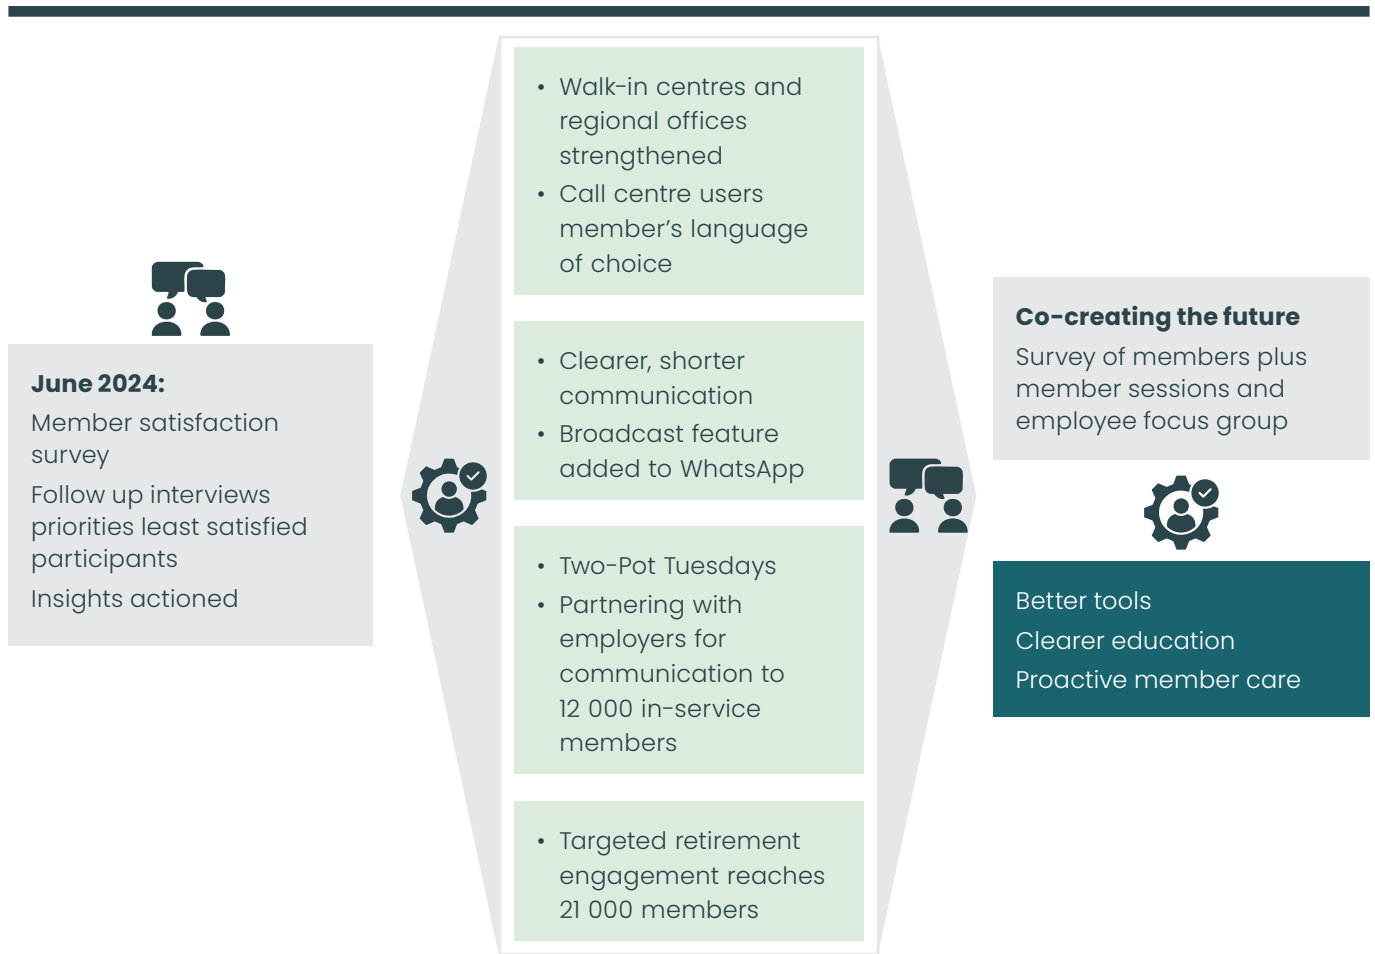 June 2024:
Member satisfaction
survey
Follow up interviews
priorities least satisfied
participants
Insights actioned
• Walk-in centres and
regional offices
strengthened
• Call centre users
member’s language
of choice
• Clearer, shorter
communication
• Broadcast feature
added to WhatsApp
• Two-Pot Tuesdays
• Partnering with
employers for
communication to
12 000 in-service
members
• Targeted retirement
engagement reaches
21 000 members
Co-creating the future
Survey of members plus
member sessions and
employee focus group
Better tools
Clearer education
Proactive member care